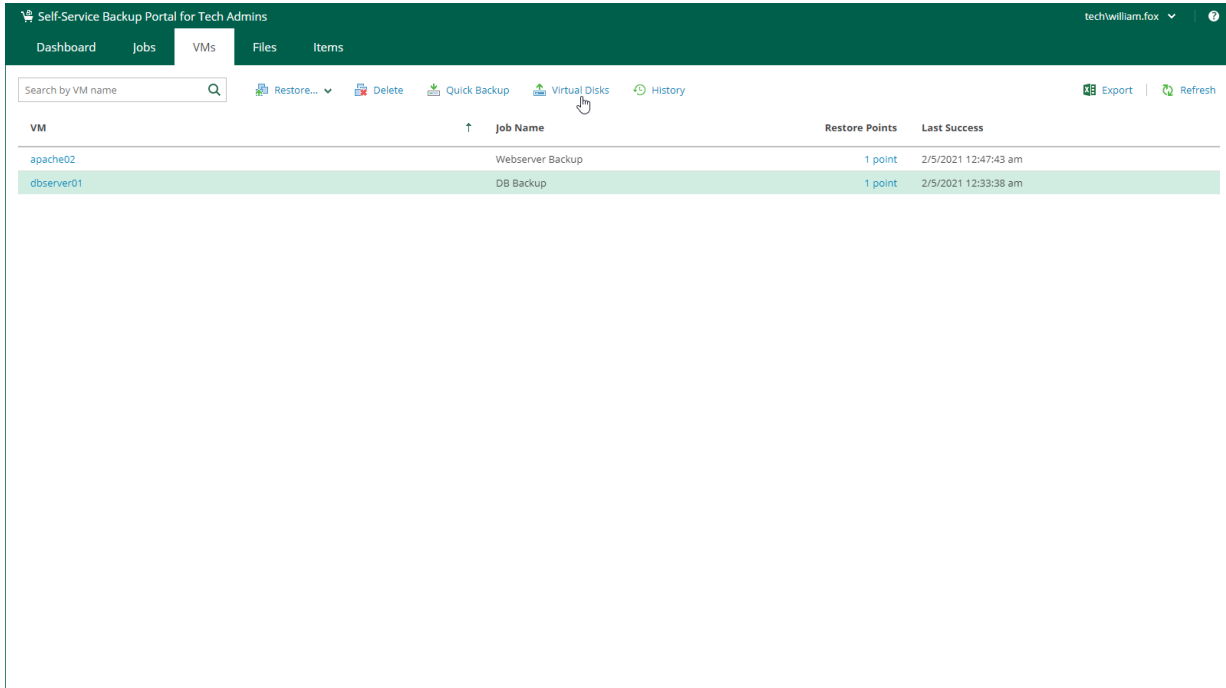 Self-Service Backup Portal for Tech Admins tech\william.fox ?
Dashboard Jobs VMs Files Items
Search by VM name Restore... Delete Quick Backup Virtual Disks History Export Refresh
VM ↑ Job Name Restore Points Last Success
apache02 Webserver Backup 1 point 2/5/2021 12:47:43 am
dbserver01 DB Backup 1 point 2/5/2021 12:33:38 am